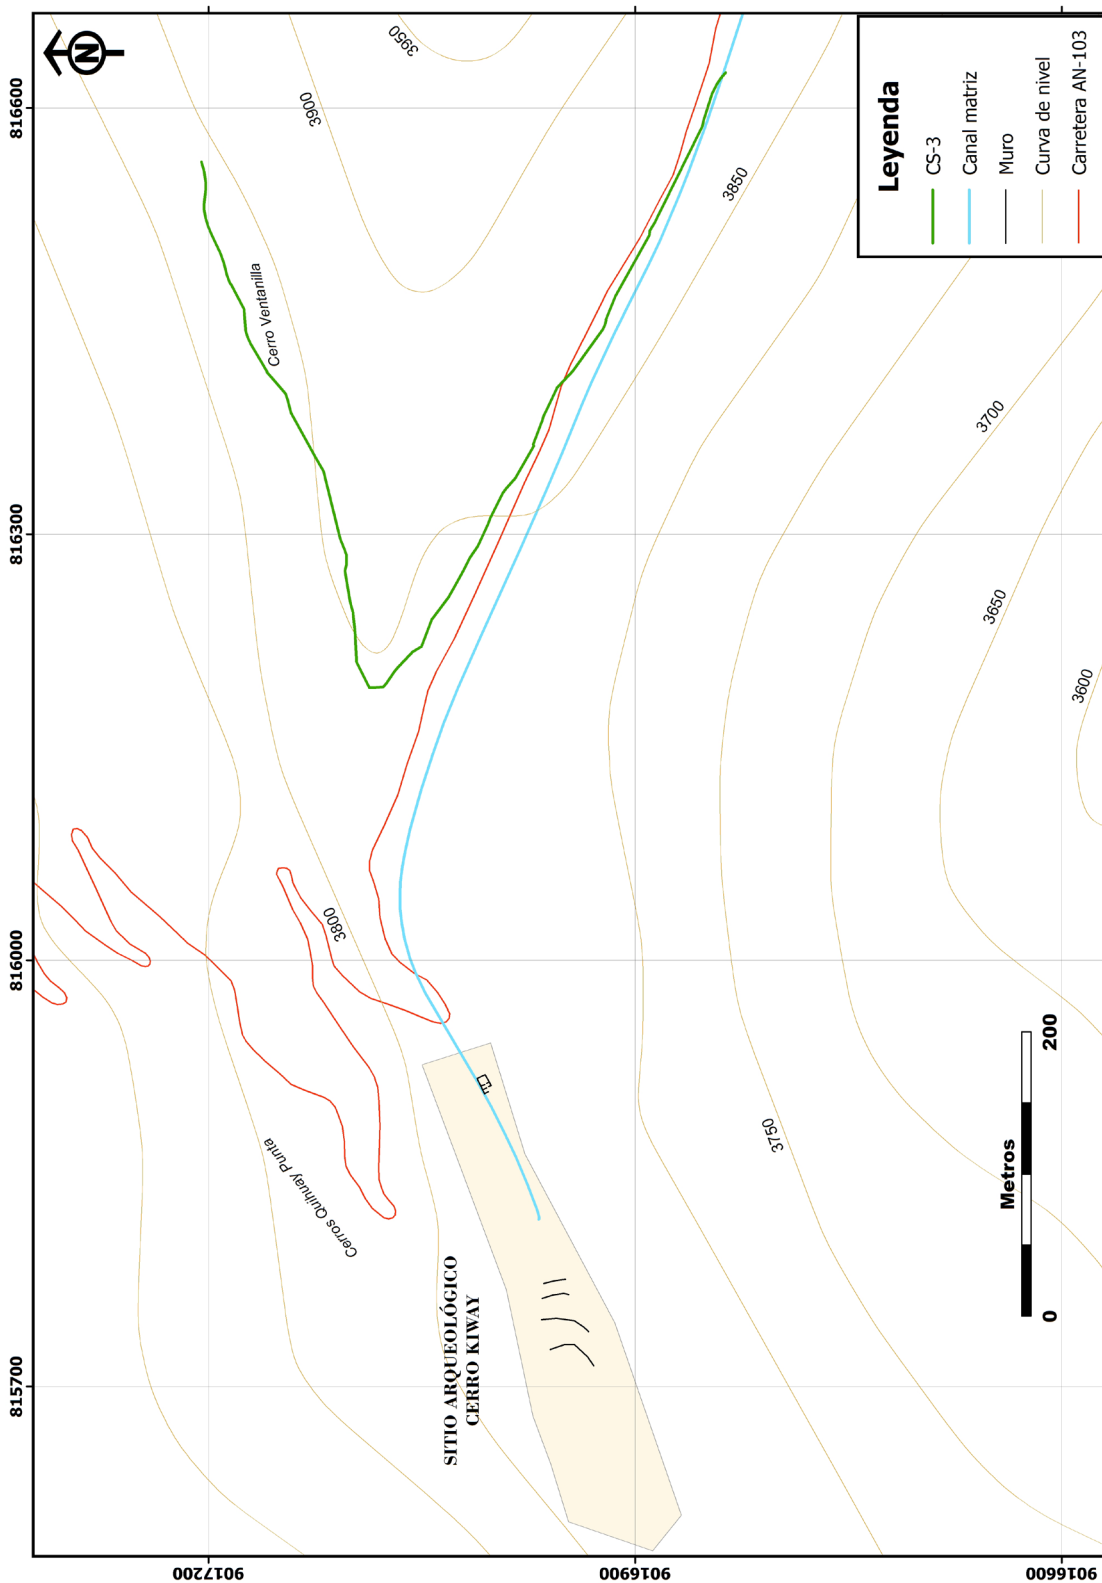 815700
816000
816300
816600
N
3950
3900
9017200
Cerro Ventanilla
Cerros Quihuay Punta
3800
SITIO ARQUEOLÓGICO
CERRO KIWAY
9016900
3850
3750
3700
3650
3600
Metros
0
200
9016600
Leyenda
CS-3
Canal matriz
Muro
Curva de nivel
Carretera AN-103